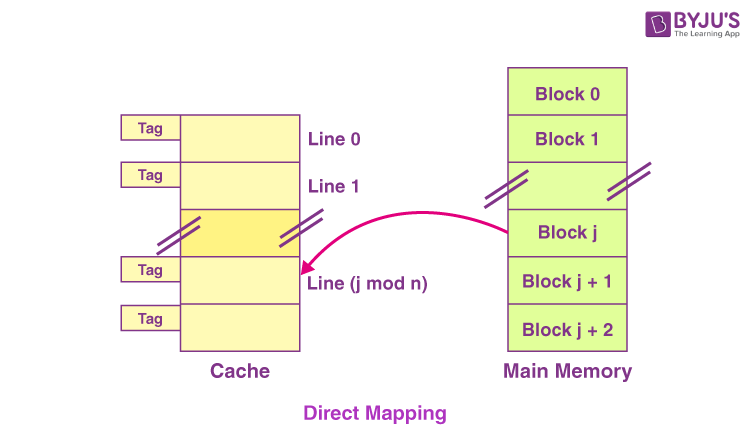 BYJU'S
The Learning App
Block 0
Tag
Line 0
Block 1
Tag
Line 1
Block j
Tag
Line (j mod n)
Block j + 1
Tag
Block j + 2
Cache
Main Memory
Direct Mapping